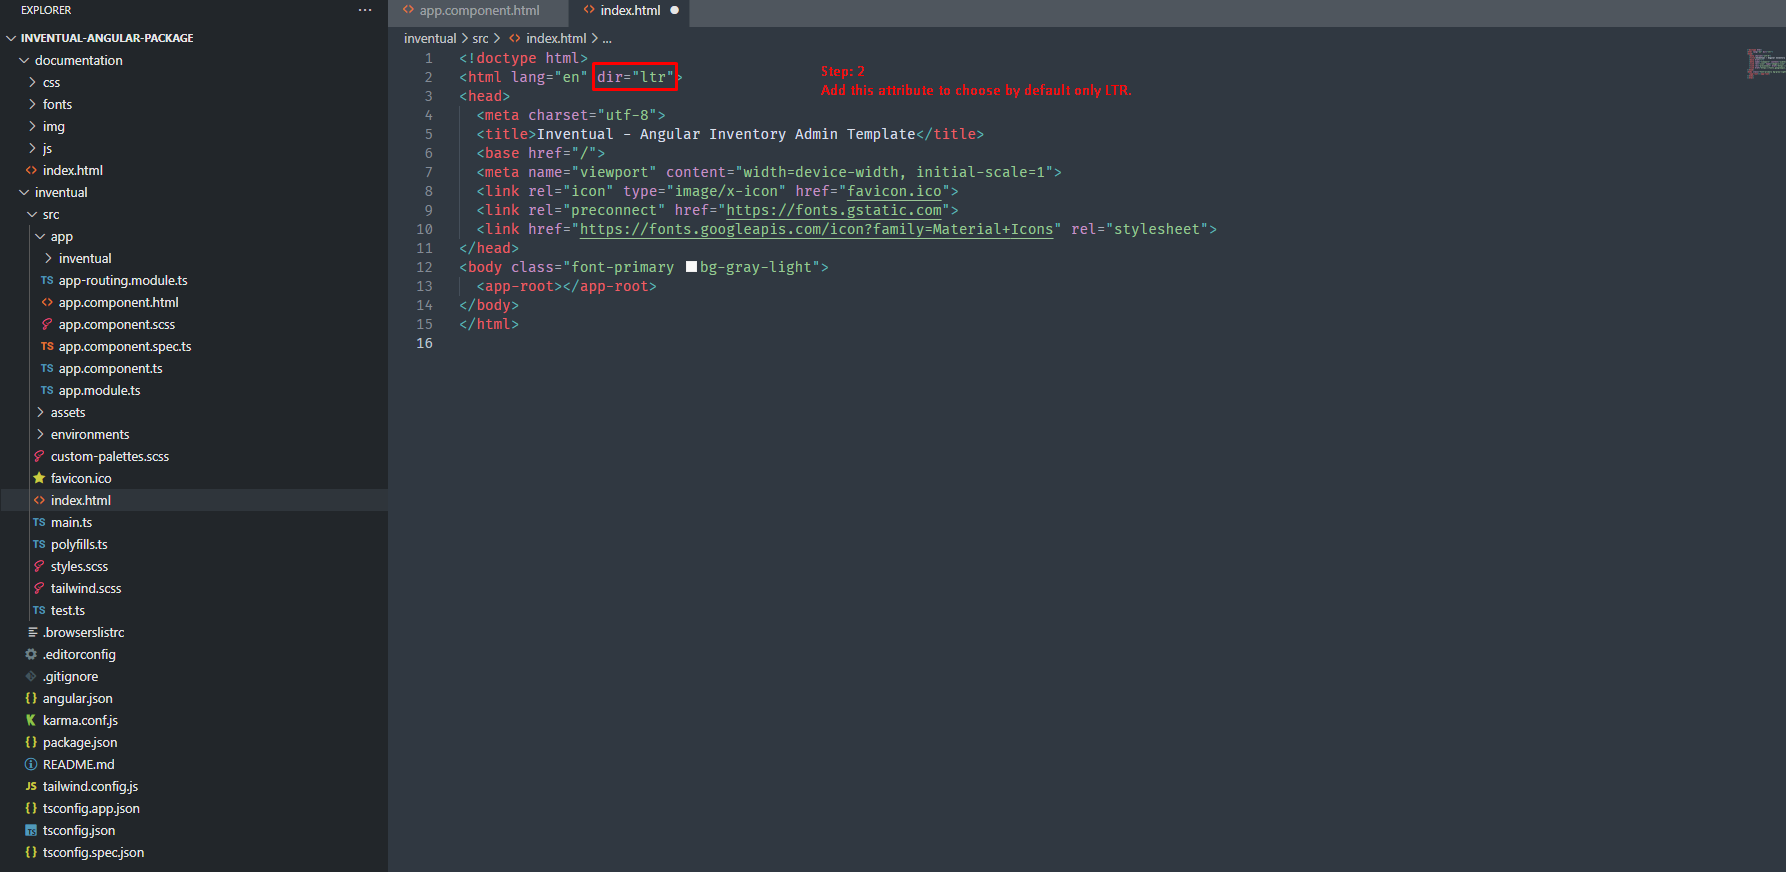 EXPLORER
INVENTUAL-ANGULAR-PACKAGE
documentation
css
fonts
img
js
index.html
inventual
src
app
inventual
TS app-routing.module.ts
app.component.html
app.component.scss
TS app.component.spec.ts
TS app.component.ts
TS app.module.ts
assets
environments
custom-palettes.scss
favicon.ico
index.html
TS main.ts
TS polyfills.ts
styles.scss
tailwind.scss
TS test.ts
.browserslistrc
.editorconfig
.gitignore
{} angular.json
karma.conf.js
{} package.json
README.md
JS tailwind.config.js
{} tsconfig.app.json
TS tsconfig.json
{} tsconfig.spec.json
<> app.component.html <> index.html
inventual > src > <> index.html > ...
1 <!doctype html>
2 <html lang="en" dir="ltr">
3 <head>
4 <meta charset="utf-8">
5 <title>Inventual - Angular Inventory Admin Template</title>
6 <base href="/">
7 <meta name="viewport" content="width=device-width, initial-scale=1">
8 <link rel="icon" type="image/x-icon" href="favicon.ico">
9 <link rel="preconnect" href="https://fonts.gstatic.com">
10 <link href="https://fonts.googleapis.com/icon?family=Material+Icons" rel="stylesheet">
11 </head>
12 <body class="font-primary bg-gray-light">
13 <app-root></app-root>
14 </body>
15 </html>
16
Step: 2
Add this attribute to choose by default only LTR.